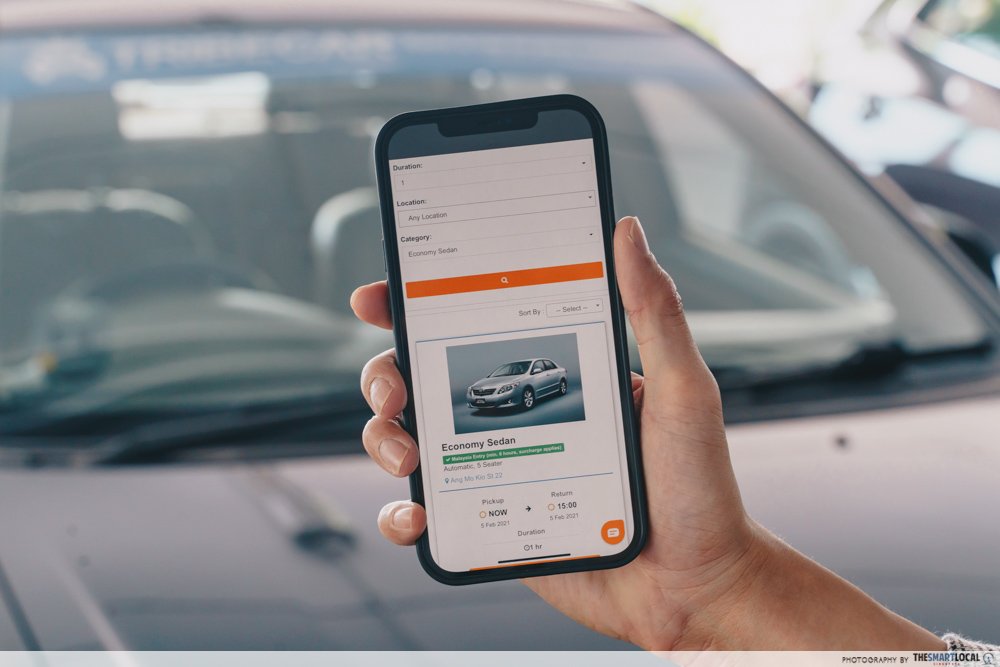 TRIBECAR
Duration:
1
Location:
Any Location
Category:
Economy Sedan
Sort By : -- Select --
Economy Sedan
✓ Malaysia Entry (min. 6 hours, surcharge applies)
Automatic, 5 Seater
Ang Mo Kio St 22
Pickup
NOW
5 Feb 2021
Return
15:00
5 Feb 2021
Duration
1 hr
PHOTOGRAPHY BY THESMARTLOCAL